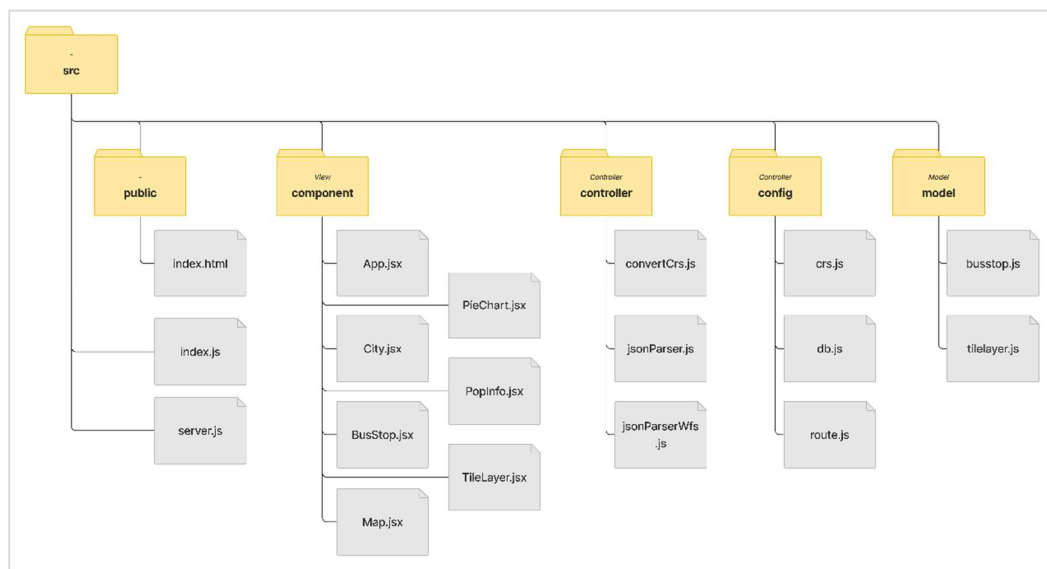 -
src
-
public
View
component
Controller
controller
Controller
config
Model
model
index.html
App.jsx
convertCrs.js
crs.js
busstop.js
PieChart.jsx
index.js
City.jsx
jsonParser.js
db.js
tilelayer.js
PopInfo.jsx
server.js
BusStop.jsx
jsonParserWfs
.js
route.js
TileLayer.jsx
Map.jsx